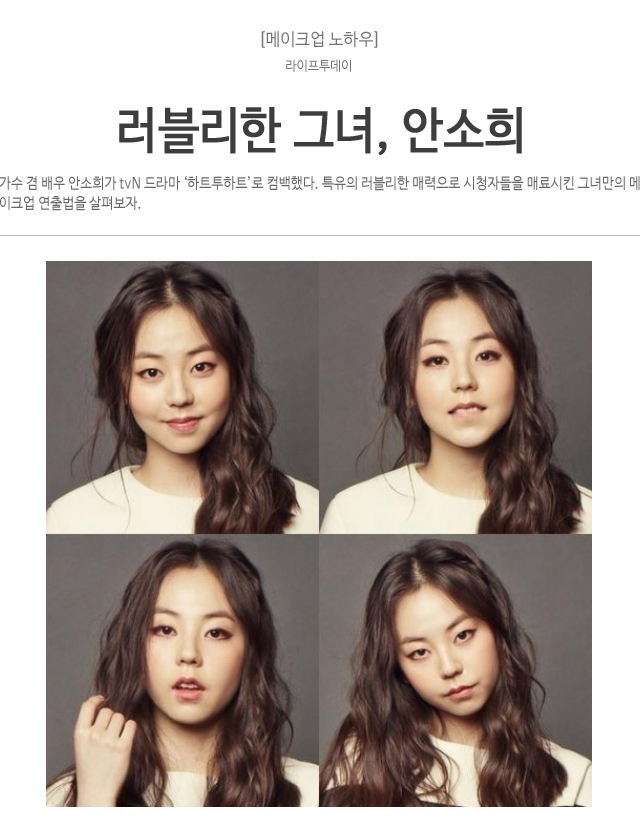 [메이크업 노하우]
라이프투데이
러블리한 그녀, 안소희
가수 겸 배우 안소희가 tvN 드라마 ‘하트투하트’로 컴백했다. 특유의 러블리한 매력으로 시청자들을 매료시킨 그녀만의 메
이크업 연출법을 살펴보자.